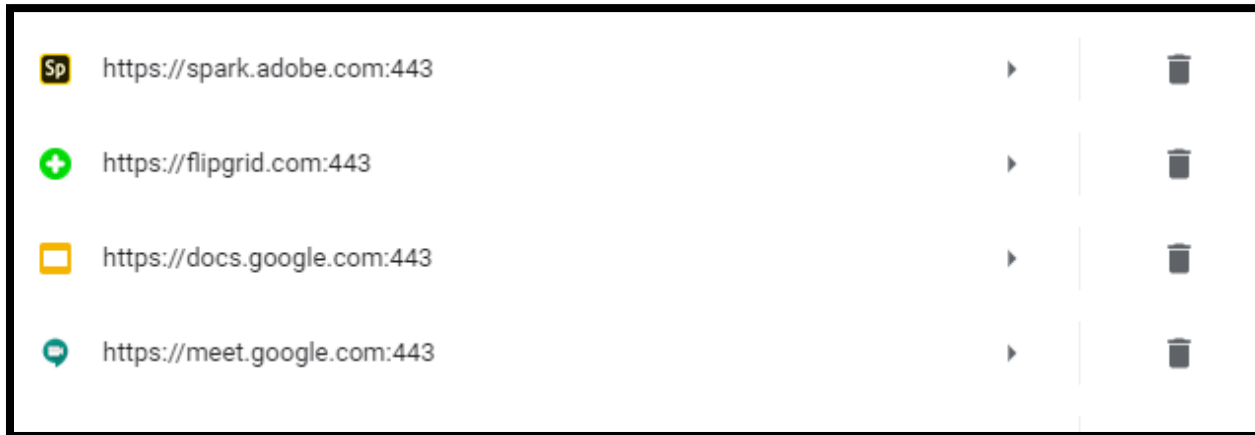 Sp https://spark.adobe.com:443
https://flipgrid.com:443
https://docs.google.com:443
https://meet.google.com:443